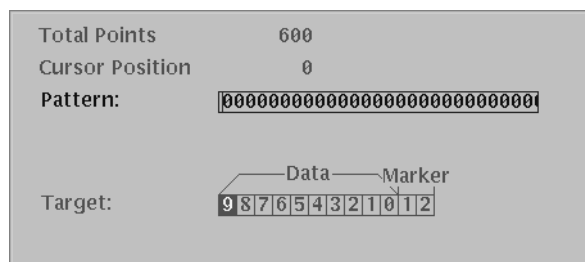 Total Points 600
Cursor Position 0
Pattern: 00000000000000000000000000000
Data Marker
Target: 9 8 7 6 5 4 3 2 1 0 1 2